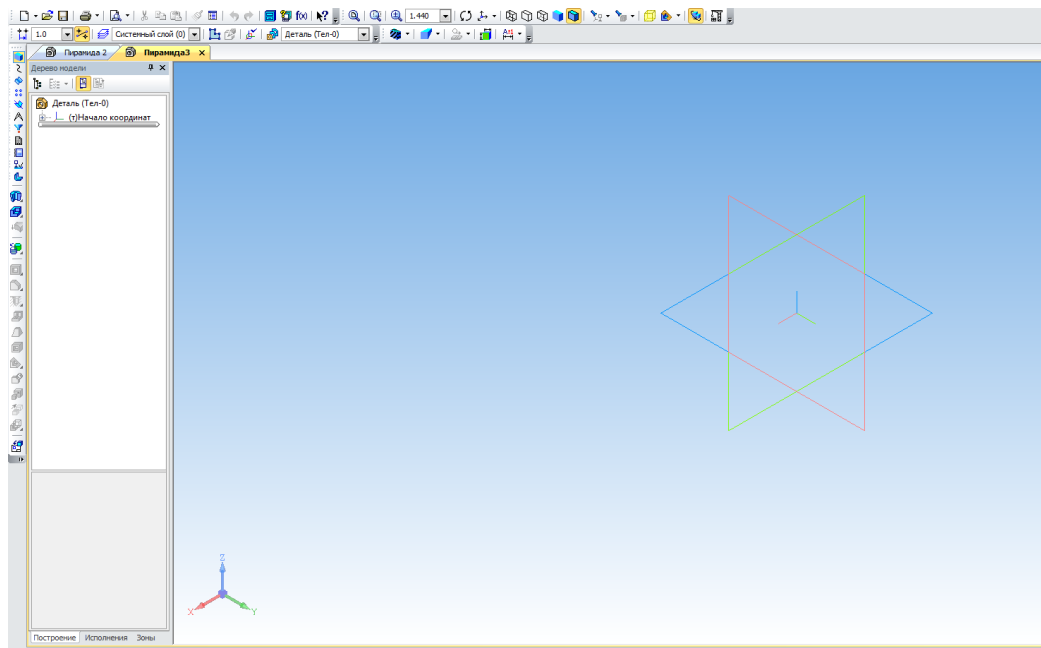 1.440
1.0 Системный слой (0) Деталь (Тел-0)
Пирамида 2 Пирамида3
Дерево модели
Деталь (Тел-0)
(т)Начало координат
Z
X Y
Построение Исполнения Зоны